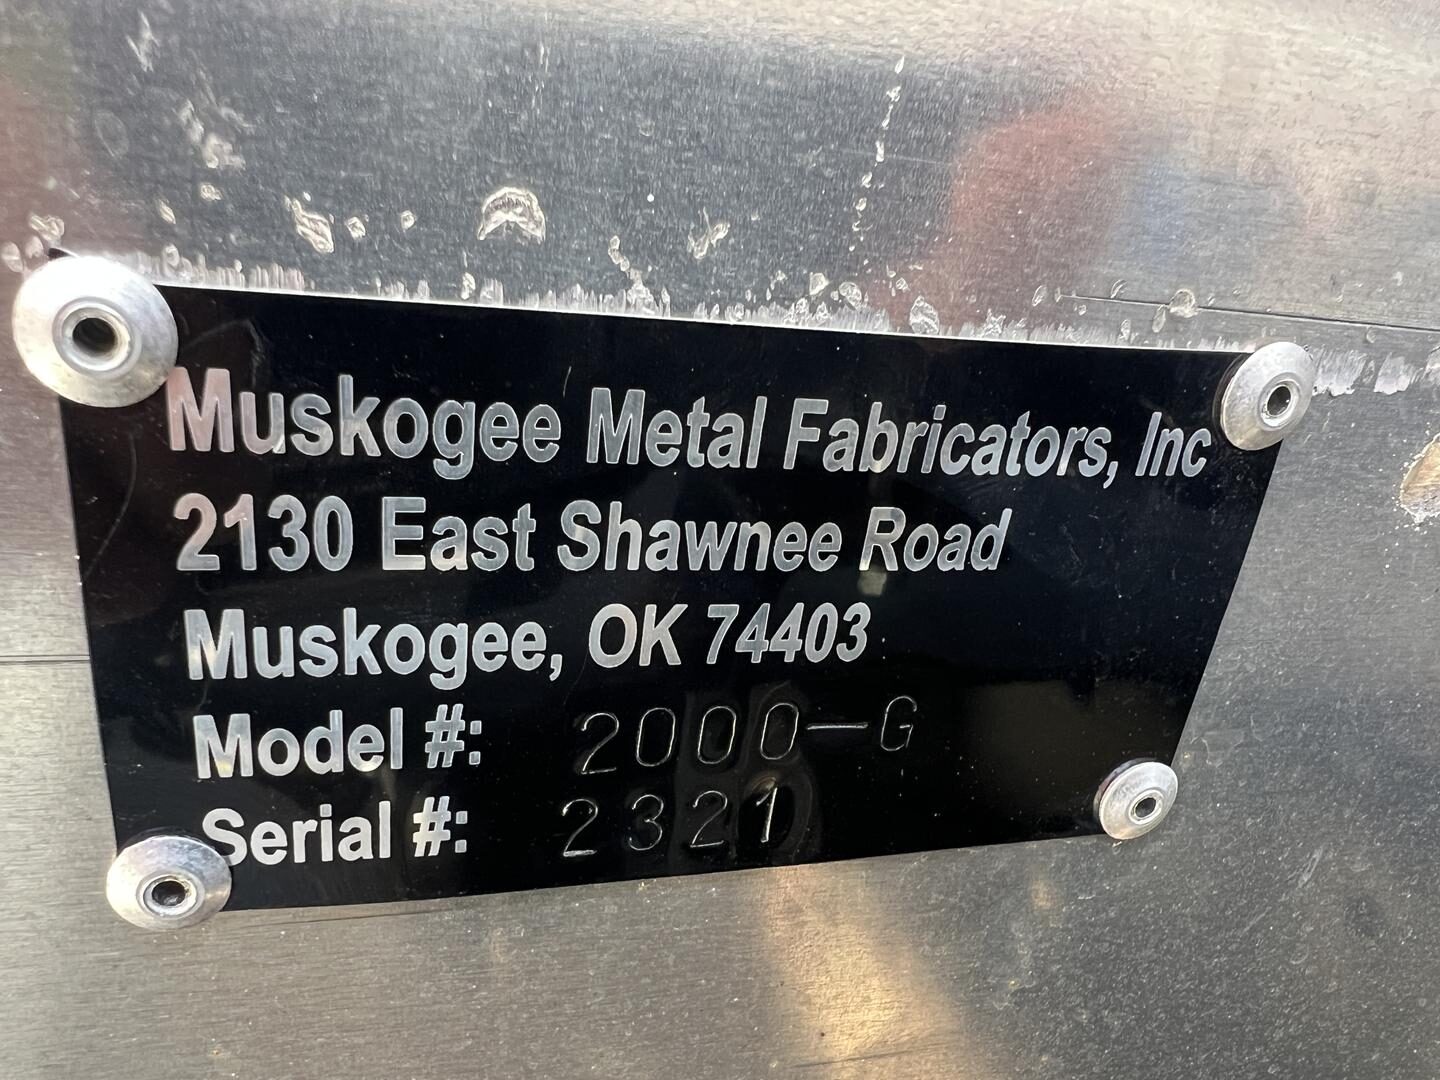 Muskogee Metal Fabricators, Inc
2130 East Shawnee Road
Muskogee, OK 74403
Model #: 2000-G
Serial #: 2321